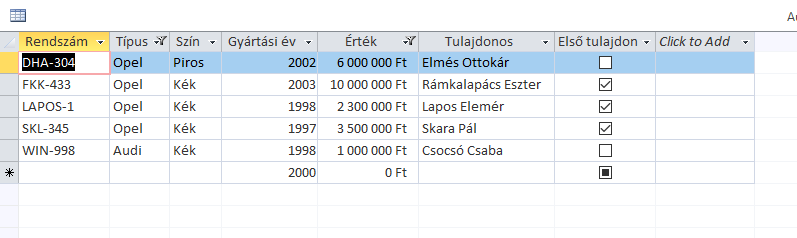 A
Rendszám Típus Szín Gyártási év Érték Tulajdonos Első tulajdon Click to Add
DHA-304 Opel Piros 2002 6 000 000 Ft Elmés Ottokár
FKK-433 Opel Kék 2003 10 000 000 Ft Rámkalapács Eszter
LAPOS-1 Opel Kék 1998 2 300 000 Ft Lapos Elemér
SKL-345 Opel Kék 1997 3 500 000 Ft Skara Pál
WIN-998 Audi Kék 1998 1 000 000 Ft Csocsó Csaba
2000 0 Ft